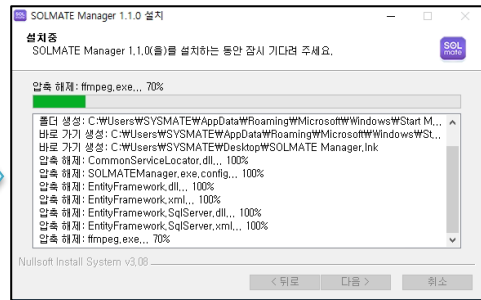 SOLMATE Manager 1.1.0 설치
설치중
SOLMATE Manager 1.1.0(을)를 설치하는 동안 잠시 기다려 주세요.
SOL
mate
압축 해제: ffmpeg.exe... 70%
폴더 생성: C:₩Users₩SYSMATE₩AppData₩Roaming₩Microsoft₩Windows₩Start M...
바로 가기 생성: C:₩Users₩SYSMATE₩AppData₩Roaming₩Microsoft₩Windows₩St...
바로 가기 생성: C:₩Users₩SYSMATE₩Desktop₩SOLMATE Manager.lnk
압축 해제: CommonServiceLocator.dll... 100%
압축 해제: SOLMATEManager.exe.config... 100%
압축 해제: EntityFramework.dll... 100%
압축 해제: EntityFramework.xml... 100%
압축 해제: EntityFramework.SqlServer.dll... 100%
압축 해제: EntityFramework.SqlServer.xml... 100%
압축 해제: ffmpeg.exe... 70%
Nullsoft Install System v3.08
< 뒤로 다음 > 취소